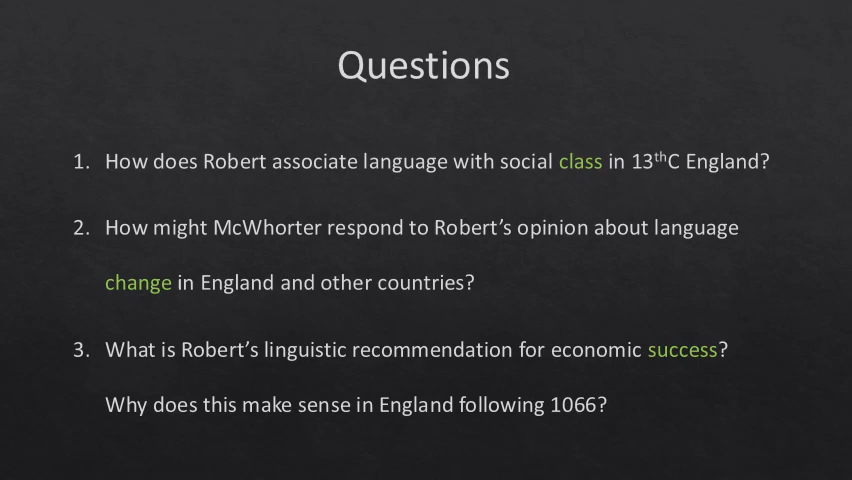 Questions
1. How does Robert associate language with social class in 13thC England?
2. How might McWhorter respond to Robert’s opinion about language
change in England and other countries?
3. What is Robert’s linguistic recommendation for economic success?
Why does this make sense in England following 1066?